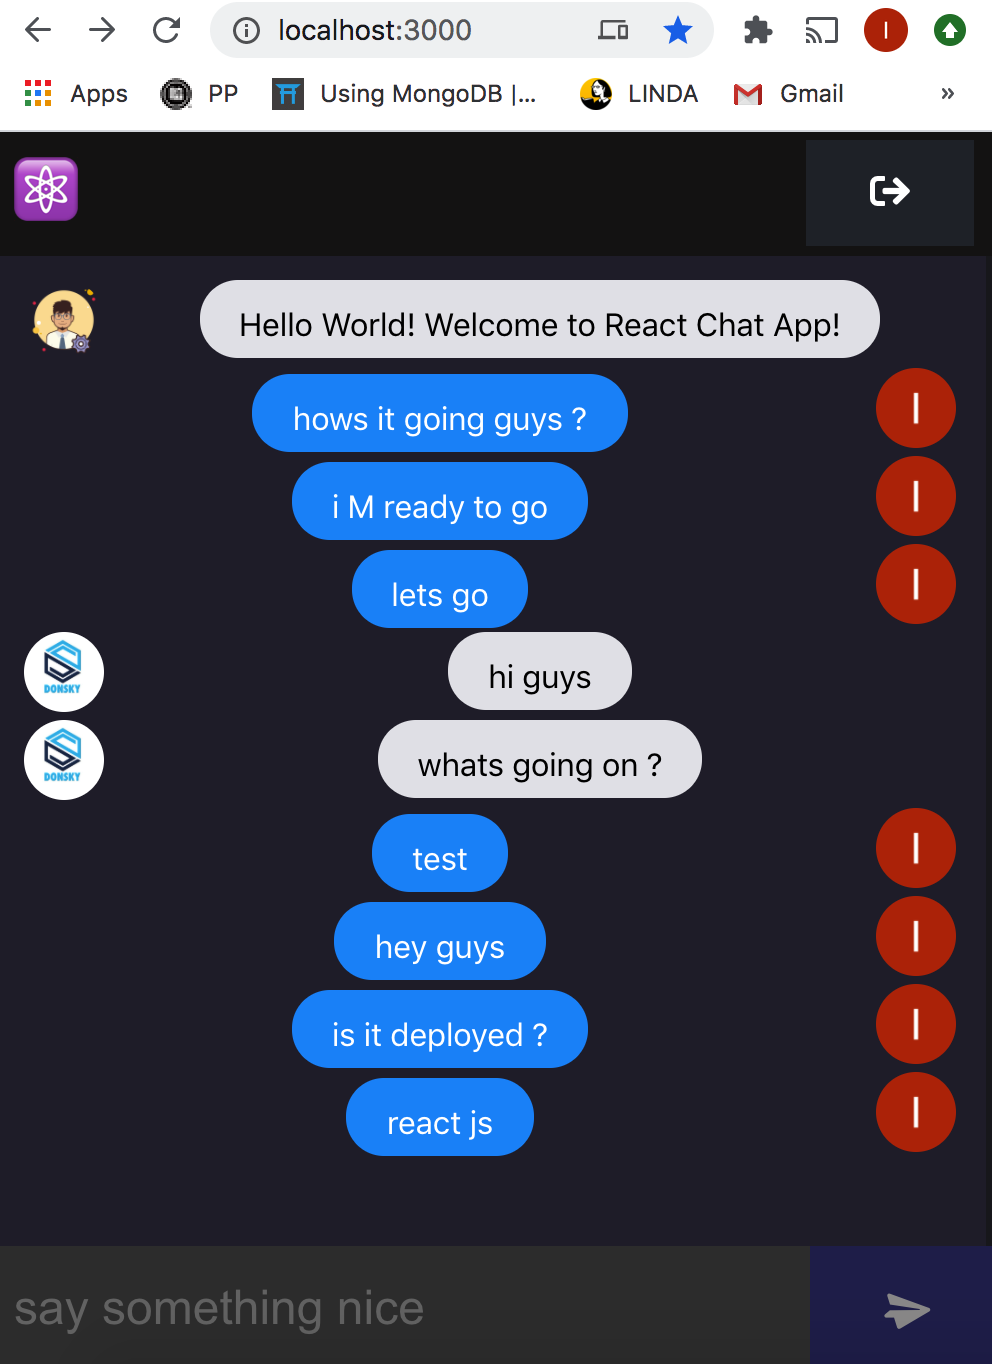 localhost:3000
I
Apps PP Using MongoDB |... LINDA Gmail »
Hello World! Welcome to React Chat App!
hows it going guys ?
I
i M ready to go
I
lets go
I
DONSKY
hi guys
DONSKY
whats going on ?
test
I
hey guys
I
is it deployed ?
I
react js
I
say something nice